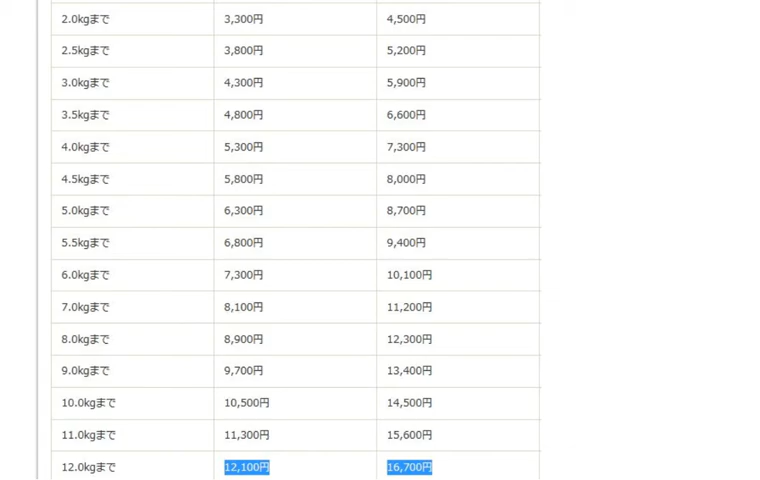 2.0kgまで 3,300円 4,500円
2.5kgまで 3,800円 5,200円
3.0kgまで 4,300円 5,900円
3.5kgまで 4,800円 6,600円
4.0kgまで 5,300円 7,300円
4.5kgまで 5,800円 8,000円
5.0kgまで 6,300円 8,700円
5.5kgまで 6,800円 9,400円
6.0kgまで 7,300円 10,100円
7.0kgまで 8,100円 11,200円
8.0kgまで 8,900円 12,300円
9.0kgまで 9,700円 13,400円
10.0kgまで 10,500円 14,500円
11.0kgまで 11,300円 15,600円
12.0kgまで 12,100円 16,700円